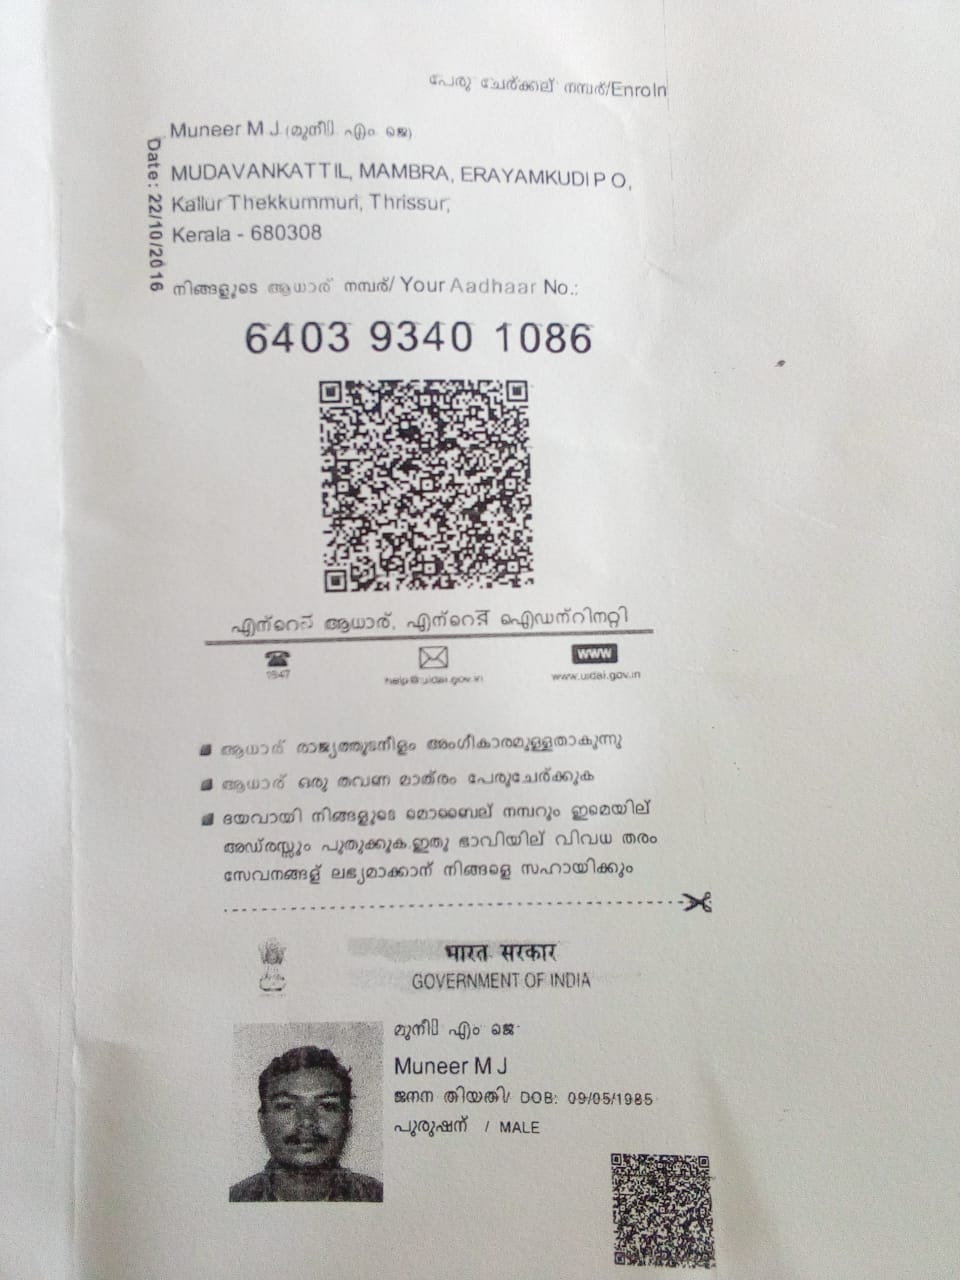 പേരു ചേര്‍ക്കല് നമ്പര്‍/Enroln
Muneer M J (മുനീ എം ജെ)
MUDAVANKATTIL, MAMBRA, ERAYAMKUDI P O,
Kallur Thekkummuri, Thrissur,
Kerala - 680308
Date: 22/10/2016
നിങ്ങളുടെ ആധാര് നമ്പര്‍/ Your Aadhaar No.:
6403 9340 1086
എന്‍റെ ആധാര്, എന്‍റെ ഐഡന്‍റിറ്റി
1947
help@uidai.gov.in
WWW
www.uidai.gov.in
ആധാര് രാജ്യത്തുടനീളം അംഗീകാരമുള്ളതാകുന്നു
ആധാര് ഒരു തവണ മാത്രം പേരുചേര്‍ക്കുക
ദയവായി നിങ്ങളുടെ മൊബൈല് നമ്പറും ഇമെയില്
അഡ്രസ്സും പുതുക്കുക.ഇതു ഭാവിയില് വിവധ തരം
സേവനങ്ങള് ലഭ്യമാക്കാന് നിങ്ങളെ സഹായിക്കും
भारत सरकार
GOVERNMENT OF INDIA
മുനീ എം ജെ
Muneer M J
ജനന തിയതി/ DOB: 09/05/1985
പുരുഷന് / MALE